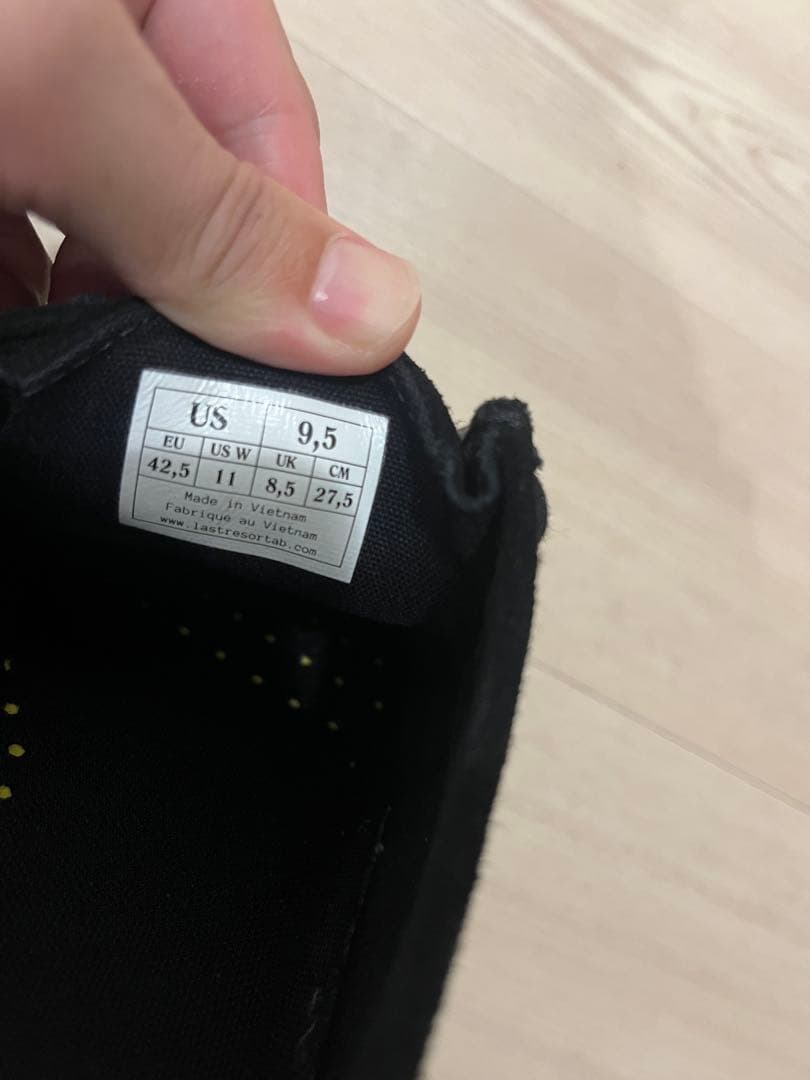 US 9,5
EU US W UK CM
42,5 11 8,5 27,5
Made in Vietnam
Fabrique au Vietnam
www.lastresortab.com